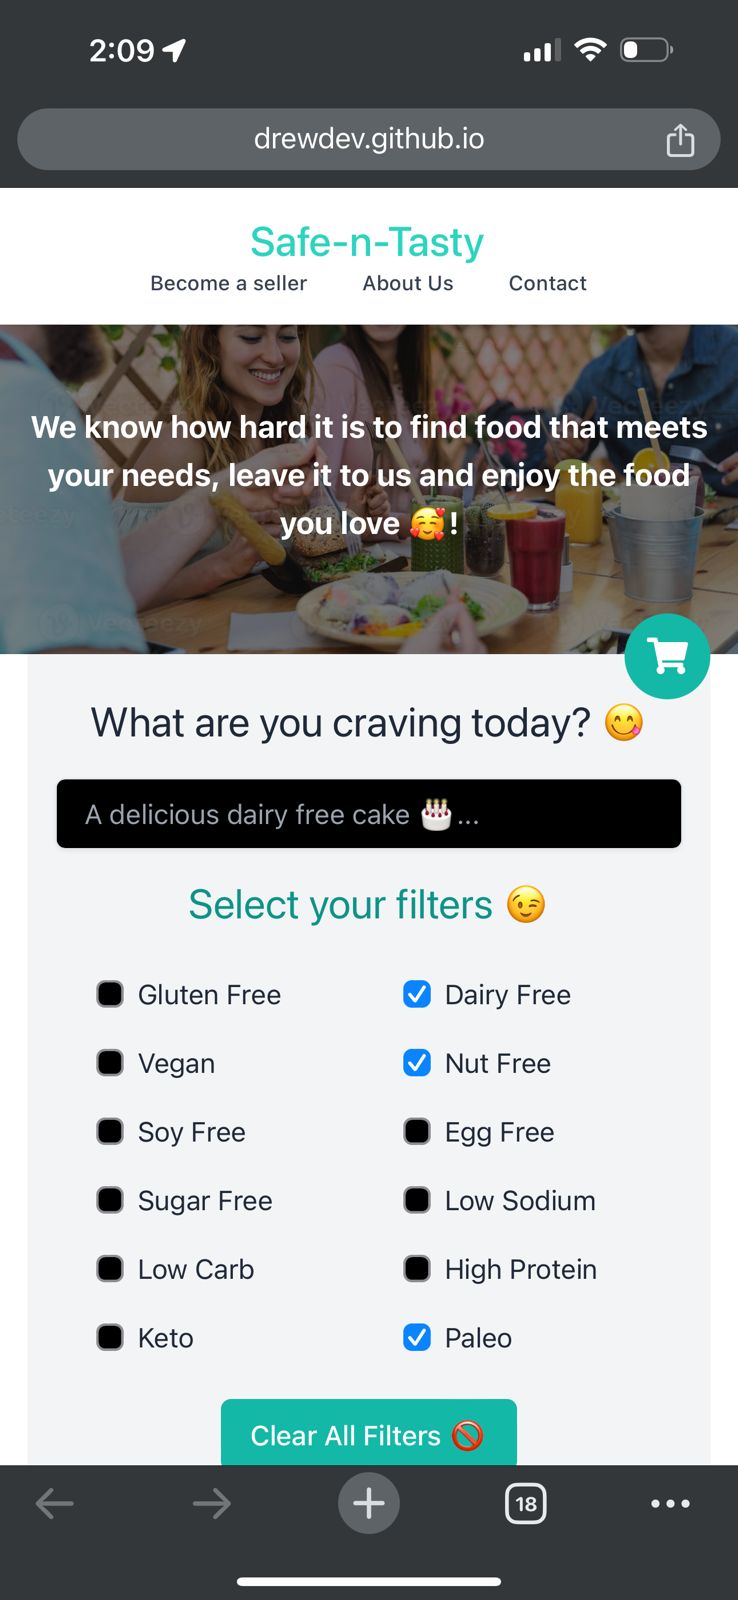 2:09
drewdev.github.io
Safe-n-Tasty
Become a seller About Us Contact
We know how hard it is to find food that meets
your needs, leave it to us and enjoy the food
you love 🥰!
Vecteezy
What are you craving today? 😋
A delicious dairy free cake 🎂...
Select your filters 😉
Gluten Free Dairy Free
Vegan Nut Free
Soy Free Egg Free
Sugar Free Low Sodium
Low Carb High Protein
Keto Paleo
Clear All Filters 🚫
18